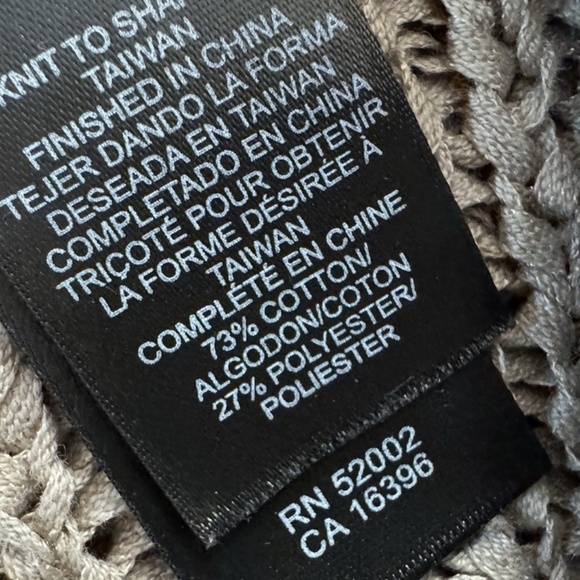 KNIT TO SHA
TAIWAN
FINISHED IN CHINA
TEJER DANDO LA FORMA
DESEADA EN TAIWAN
COMPLETADO EN CHINA
TRICOTÉ POUR OBTENIR
LA FORME DÉSIRÉE À
TAIWAN
COMPLÉTÉ EN CHINE
73% COTTON/
ALGODON/COTON
27% POLYESTER/
POLIESTER
RN 52002
CA 16396